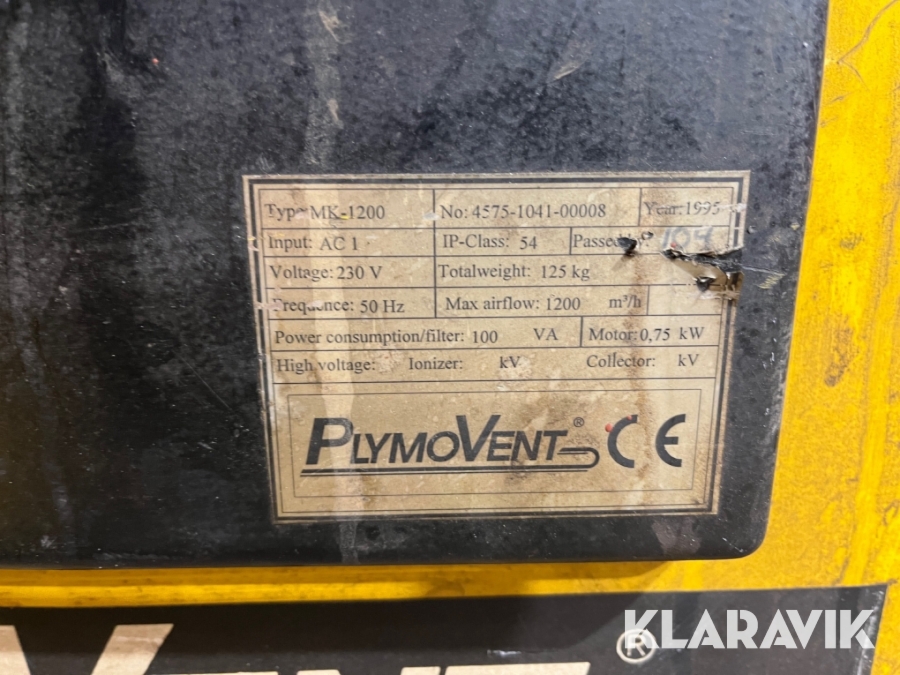 Type: MK-1200 No: 4575-1041-00008 Year: 1995
Input: AC 1 IP-Class: 54 Passed
Voltage: 230 V Totalweight: 125 kg
Frequence: 50 Hz Max airflow: 1200 m³/h
Power consumption/filter: 100 VA Motor: 0,75 kW
High voltage: Ionizer: kV Collector: kV
PLYMOVENT® CE
® KLARAVIK